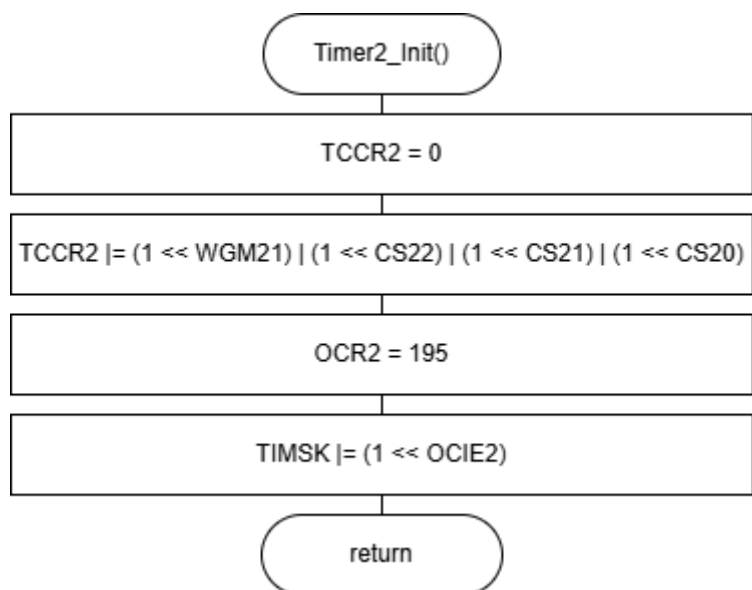 Timer2_Init()
TCCR2 = 0
TCCR2 |= (1 << WGM21) | (1 << CS22) | (1 << CS21) | (1 << CS20)
OCR2 = 195
TIMSK |= (1 << OCIE2)
return